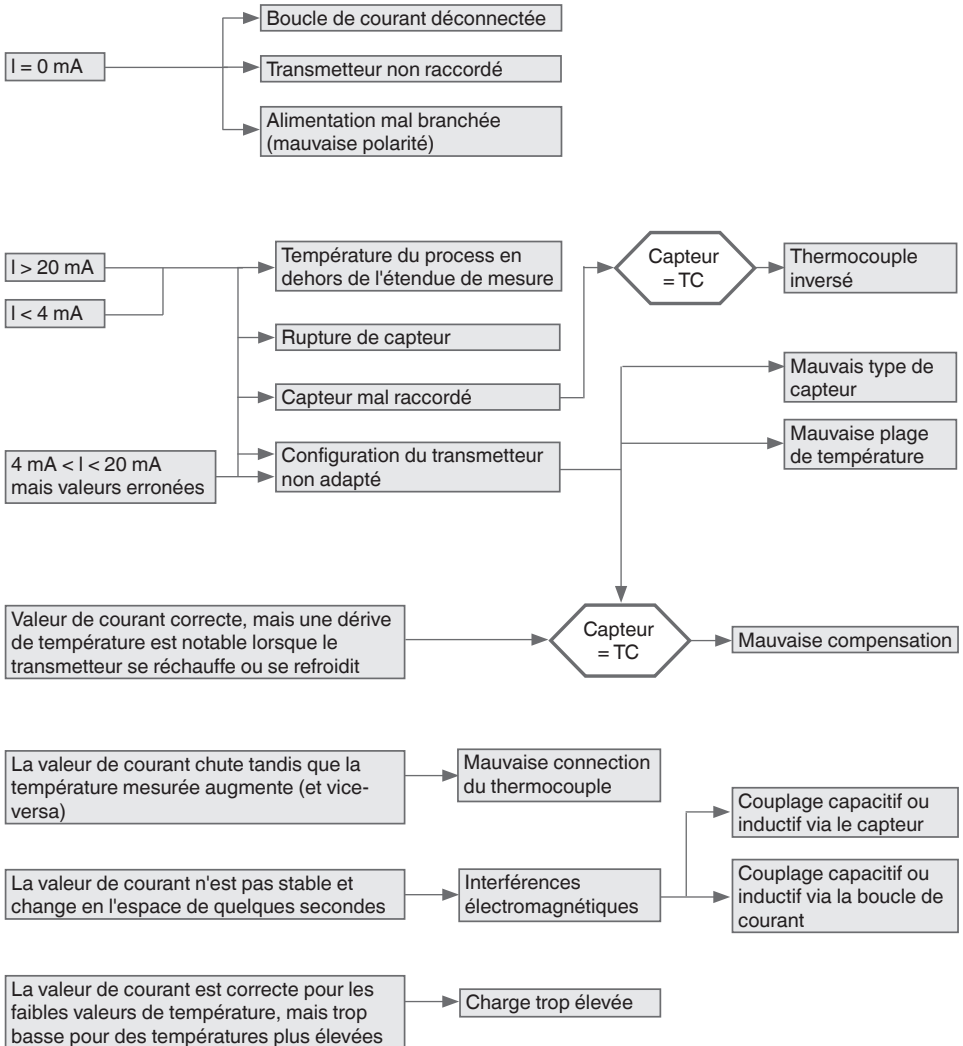 I = 0 mA
Boucle de courant déconnectée
Transmetteur non raccordé
Alimentation mal branchée
(mauvaise polarité)
I > 20 mA
I < 4 mA
Température du process en
dehors de l'étendue de mesure
Capteur
= TC
Thermocouple
inversé
Rupture de capteur
Capteur mal raccordé
Mauvais type de
capteur
Mauvaise plage
de température
4 mA < I < 20 mA
mais valeurs erronées
Configuration du transmetteur
non adapté
Valeur de courant correcte, mais une dérive
de température est notable lorsque le
transmetteur se réchauffe ou se refroidit
Capteur
= TC
Mauvaise compensation
La valeur de courant chute tandis que la
température mesurée augmente (et vice-
versa)
Mauvaise connection
du thermocouple
La valeur de courant n'est pas stable et
change en l'espace de quelques secondes
Interférences
électromagnétiques
Couplage capacitif ou
inductif via le capteur
Couplage capacitif ou
inductif via la boucle de
courant
La valeur de courant est correcte pour les
faibles valeurs de température, mais trop
basse pour des températures plus élevées
Charge trop élevée